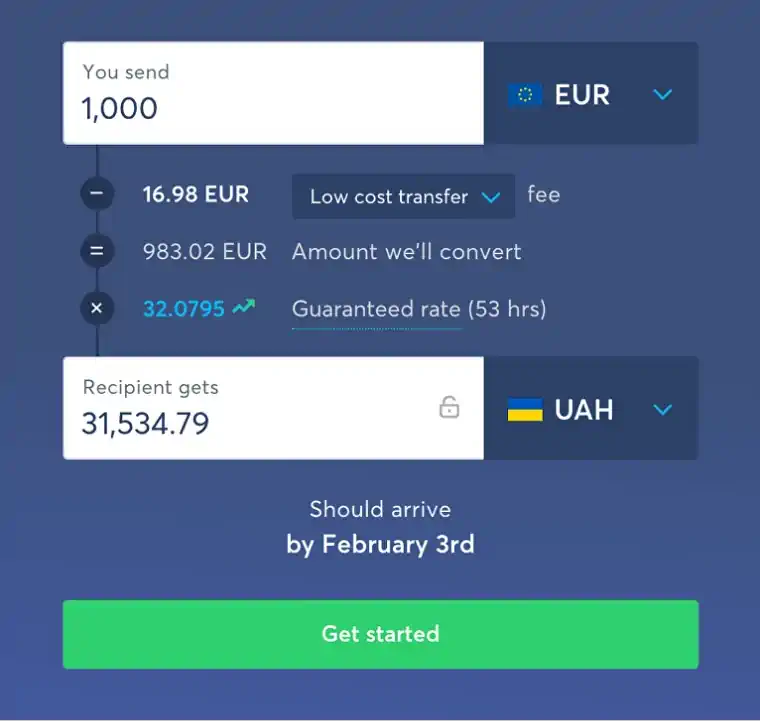 You send
1,000
EUR
− 16.98 EUR Low cost transfer fee
= 983.02 EUR Amount we'll convert
× 32.0795 Guaranteed rate (53 hrs)
Recipient gets
31,534.79
UAH
Should arrive
by February 3rd
Get started